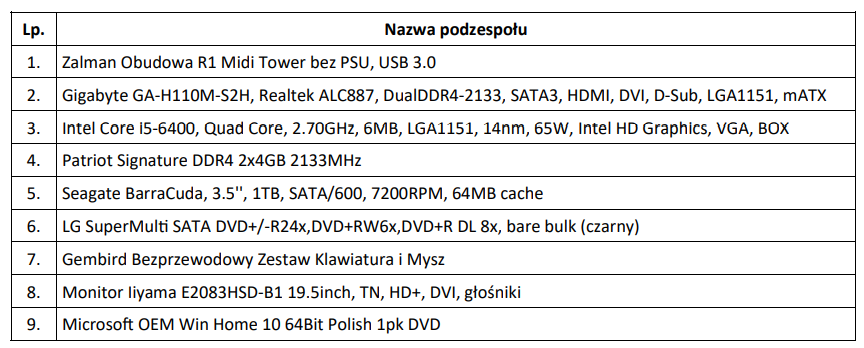 Lp. Nazwa podzespołu
1. Zalman Obudowa R1 Midi Tower bez PSU, USB 3.0
2. Gigabyte GA-H110M-S2H, Realtek ALC887, DualDDR4-2133, SATA3, HDMI, DVI, D-Sub, LGA1151, mATX
3. Intel Core i5-6400, Quad Core, 2.70GHz, 6MB, LGA1151, 14nm, 65W, Intel HD Graphics, VGA, BOX
4. Patriot Signature DDR4 2x4GB 2133MHz
5. Seagate BarraCuda, 3.5'', 1TB, SATA/600, 7200RPM, 64MB cache
6. LG SuperMulti SATA DVD+/-R24x,DVD+RW6x,DVD+R DL 8x, bare bulk (czarny)
7. Gembird Bezprzewodowy Zestaw Klawiatura i Mysz
8. Monitor Iiyama E2083HSD-B1 19.5inch, TN, HD+, DVI, głośniki
9. Microsoft OEM Win Home 10 64Bit Polish 1pk DVD